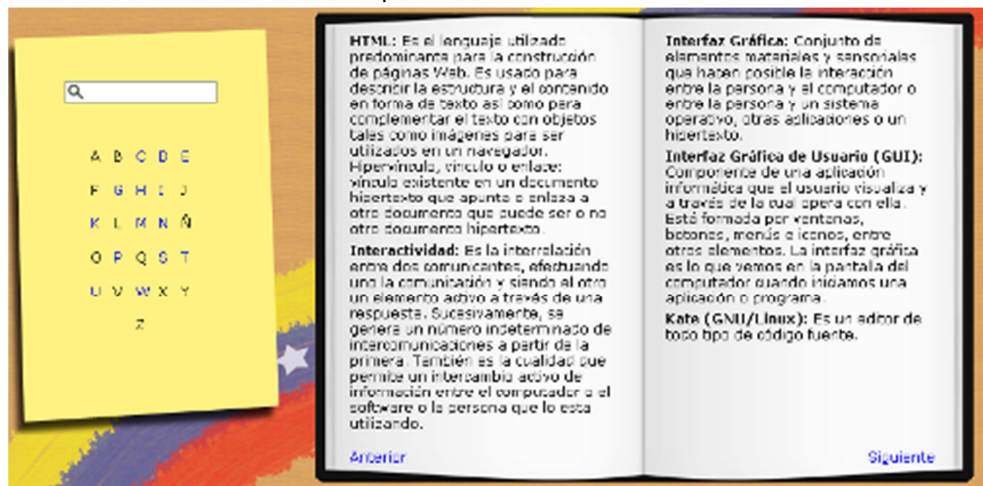 A B C D E
F G H I J
K L M N Ñ
O P Q S T
U V W X Y
Z
HTML: Es el lenguaje utilizado
predominante para la construcción
de páginas Web. Es usado para
describir la estructura y el contenido
en forma de texto así como para
complementar el texto con objetos
tales como imágenes para ser
utilizados en un navegador.
Hipervínculo, vínculo o enlace:
vínculo existente en un documento
hipertexto que apunta o enlaza a
otro documento que puede ser o no
otro documento hipertexto.
Interactividad: Es la interrelación
entre dos comunicantes, efectuando
uno la comunicación y siendo el otro
un elemento activo a través de una
respuesta. Sucesivamente, se
genera un número indeterminado de
intercomunicaciones a partir de la
primera. También es la cualidad que
permite un intercambio activo de
información entre el computador o el
software o la persona que lo esta
utilizando.
Anterior
Interfaz Gráfica: Conjunto de
elementos materiales y sensoriales
que hacen posible la interacción
entre la persona y el computador o
entre la persona y un sistema
operativo, otras aplicaciones o un
hipertexto.
Interfaz Gráfica de Usuario (GUI):
Componente de una aplicación
informática que el usuario visualiza y
a través de la cual opera con ella.
Está formada por ventanas,
botones, menús e iconos, entre
otros elementos. La interfaz gráfica
es lo que vemos en la pantalla del
computador cuando iniciamos una
aplicación o programa.
Kate (GNU/Linux): Es un editor de
todo tipo de código fuente.
Siguiente